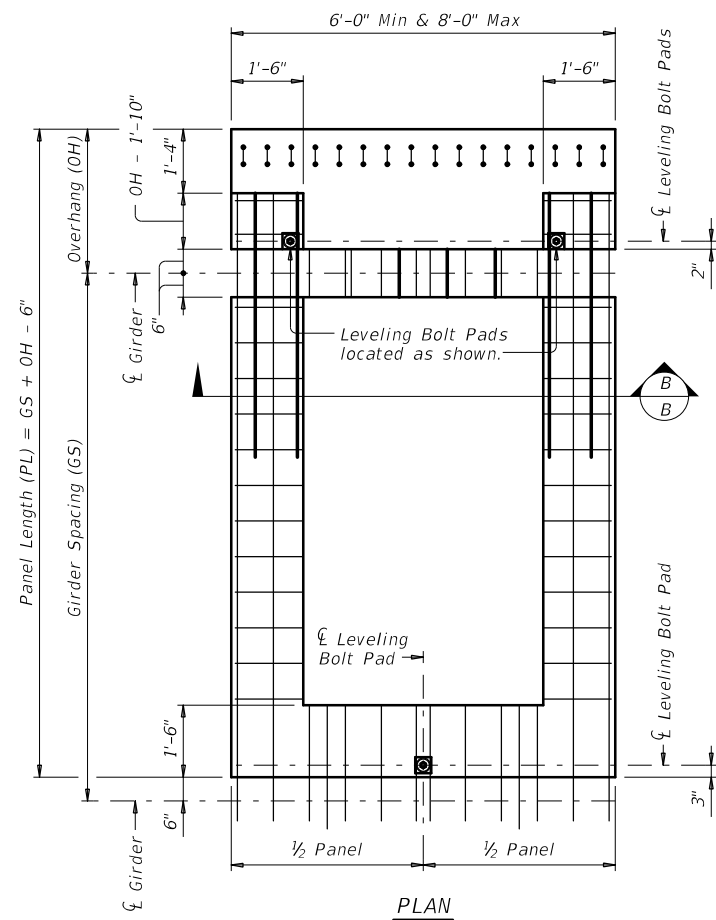 6'-0" Min & 8'-0" Max
1'-6"
1'-6"
℄ Leveling Bolt Pads
OH - 1'-10"
1'-4"
Overhang (OH)
2"
6"
℄ Girder
Leveling Bolt Pads
located as shown.
B
B
Panel Length (PL) = GS + OH - 6"
Girder Spacing (GS)
℄ Leveling
Bolt Pad
℄ Leveling Bolt Pad
1'-6"
3"
6"
℄ Girder
½ Panel
½ Panel
PLAN